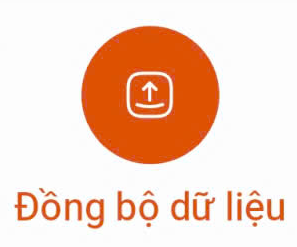 Đồng bộ dữ liệu